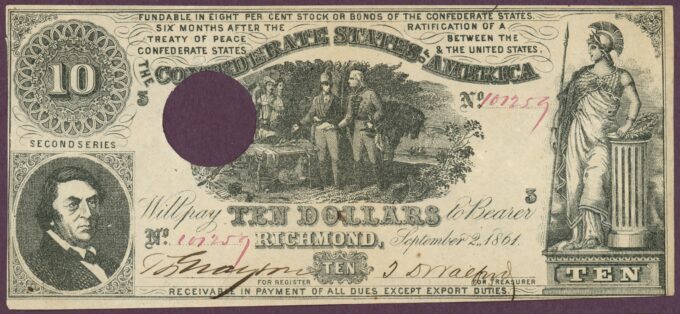 FUNDABLE IN EIGHT PER CENT STOCK OR BONDS OF THE CONFEDERATE STATES.
SIX MONTHS AFTER THE RATIFICATION OF A
TREATY OF PEACE BETWEEN THE
CONFEDERATE STATES & THE UNITED STATES.
THE CONFEDERATE STATES OF AMERICA
10
3
No. 101259
SECOND SERIES
3
Will pay TEN DOLLARS to Bearer
No. 101259 RICHMOND, September 2, 1861.
TEN
TEN
FOR REGISTER FOR TREASURER
RECEIVABLE IN PAYMENT OF ALL DUES EXCEPT EXPORT DUTIES.